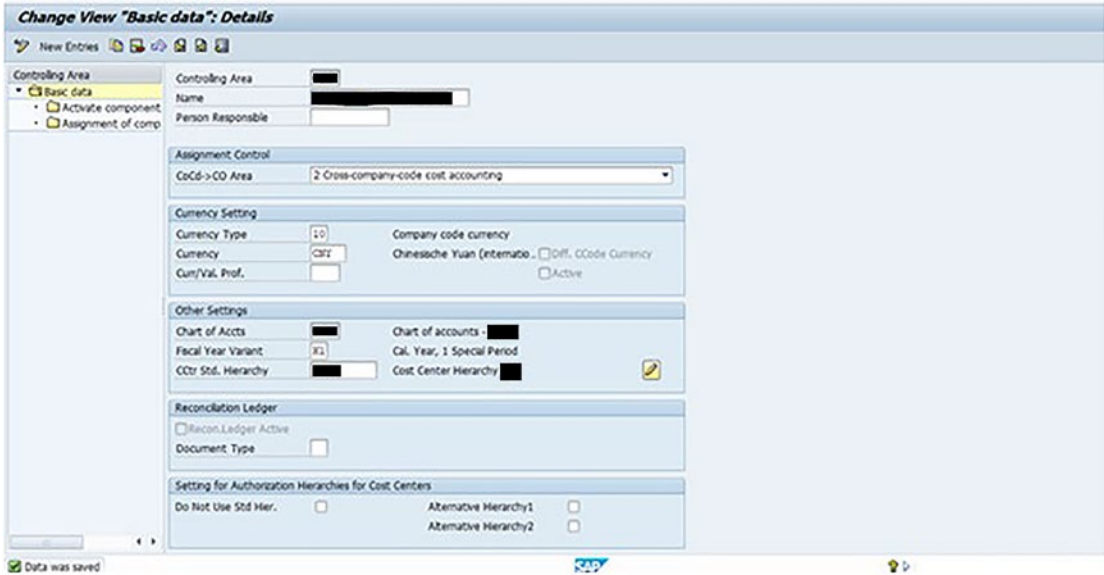 Change View "Basic data": Details
New Entries
Controling Area
Basic data
Activate component
Assignment of comp
Controling Area
Name
Person Responsible
Assignment Control
CoCd->CO Area 2 Cross-company-code cost accounting
Currency Setting
Currency Type 10 Company code currency
Currency CNY Chinesische Yuan (internatio.. Diff. CCode Currency
Curr/Val. Prof. Active
Other Settings
Chart of Accts Chart of accounts -
Fiscal Year Variant K1 Cal. Year, 1 Special Period
CCtr Std. Hierarchy Cost Center Hierarchy
Reconcilation Ledger
Recon.Ledger Active
Document Type
Setting for Authorization Hierarchies for Cost Centers
Do Not Use Std Hier. Alternative Hierarchy1
Alternative Hierarchy2
Data was saved
SAP